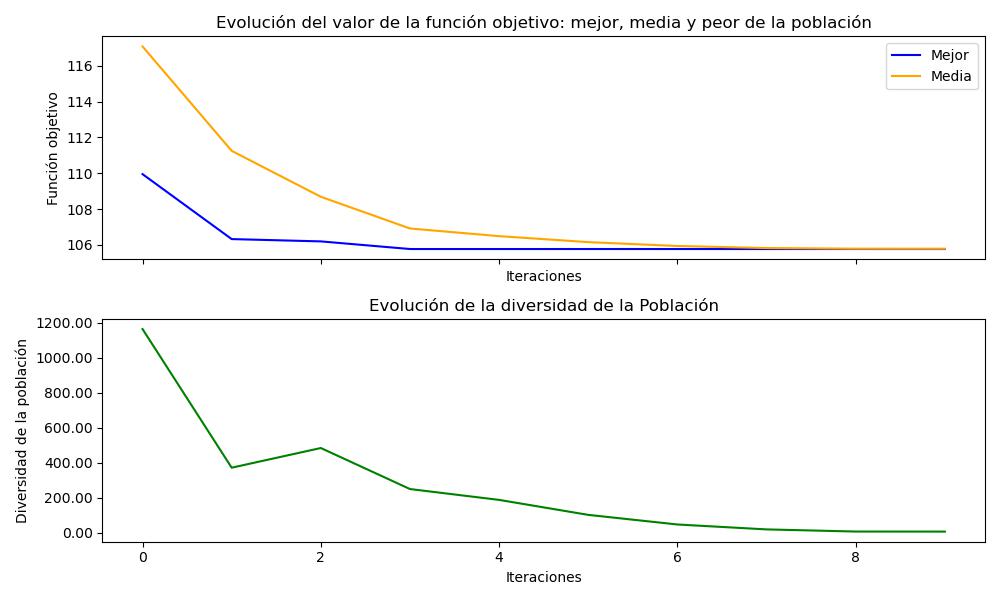 Evolución del valor de la función objetivo: mejor, media y peor de la población
Función objetivo
116
114
112
110
108
106
Mejor
Media
Iteraciones
Evolución de la diversidad de la Población
Diversidad de la población
1200.00
1000.00
800.00
600.00
400.00
200.00
0.00
0
2
4
6
8
Iteraciones